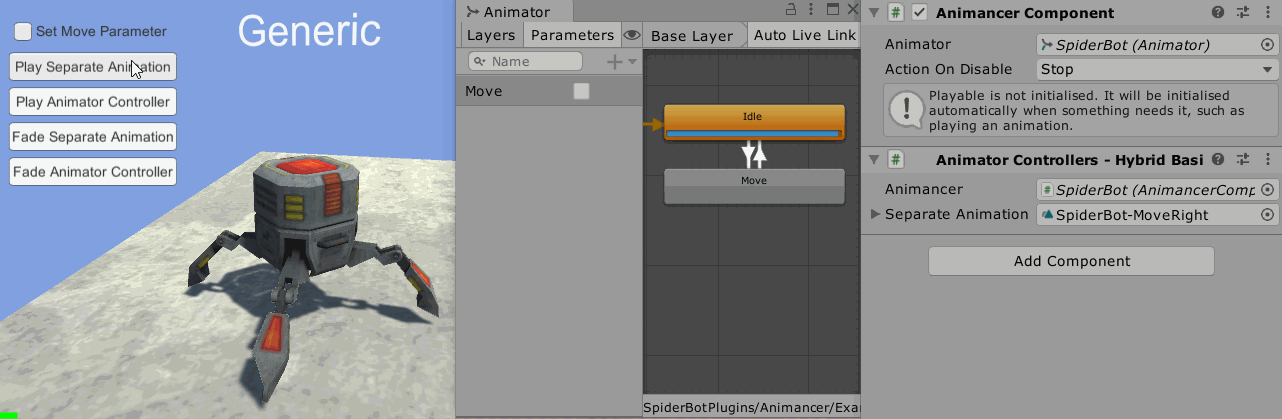 Generic
Set Move Parameter
Play Separate Animation
Play Animator Controller
Fade Separate Animation
Fade Animator Controller
Animator
Layers
Parameters
Name
Move
Base Layer
Auto Live Link
Idle
Move
SpiderBotPlugins/Animancer/Exa
Animancer Component
Animator
SpiderBot (Animator)
Action On Disable
Stop
Playable is not initialised. It will be initialised
automatically when something needs it, such as
playing an animation.
Animator Controllers - Hybrid Basi
Animancer
SpiderBot (AnimancerComp
Separate Animation
SpiderBot-MoveRight
Add Component